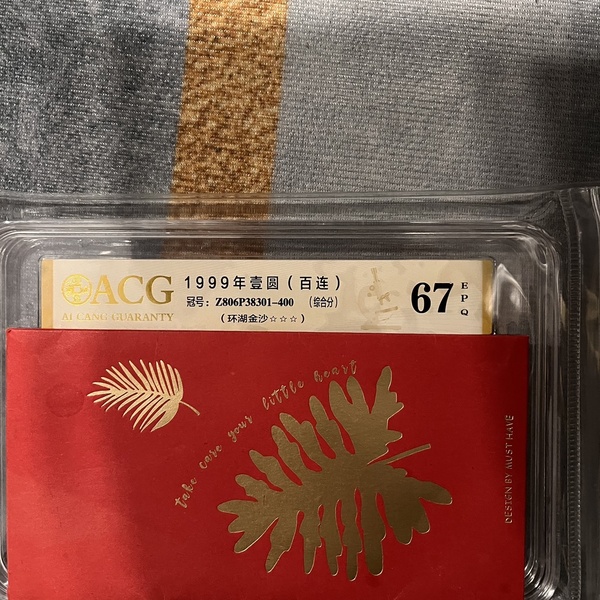 ACG
AI CANG GUARANTY
1999年壹圆（百连）
冠号：Z806P38301-400 （综合分）
（环湖金沙☆☆☆）
67
EPQ
take care your little heart
DESIGN BY MUST HAVE